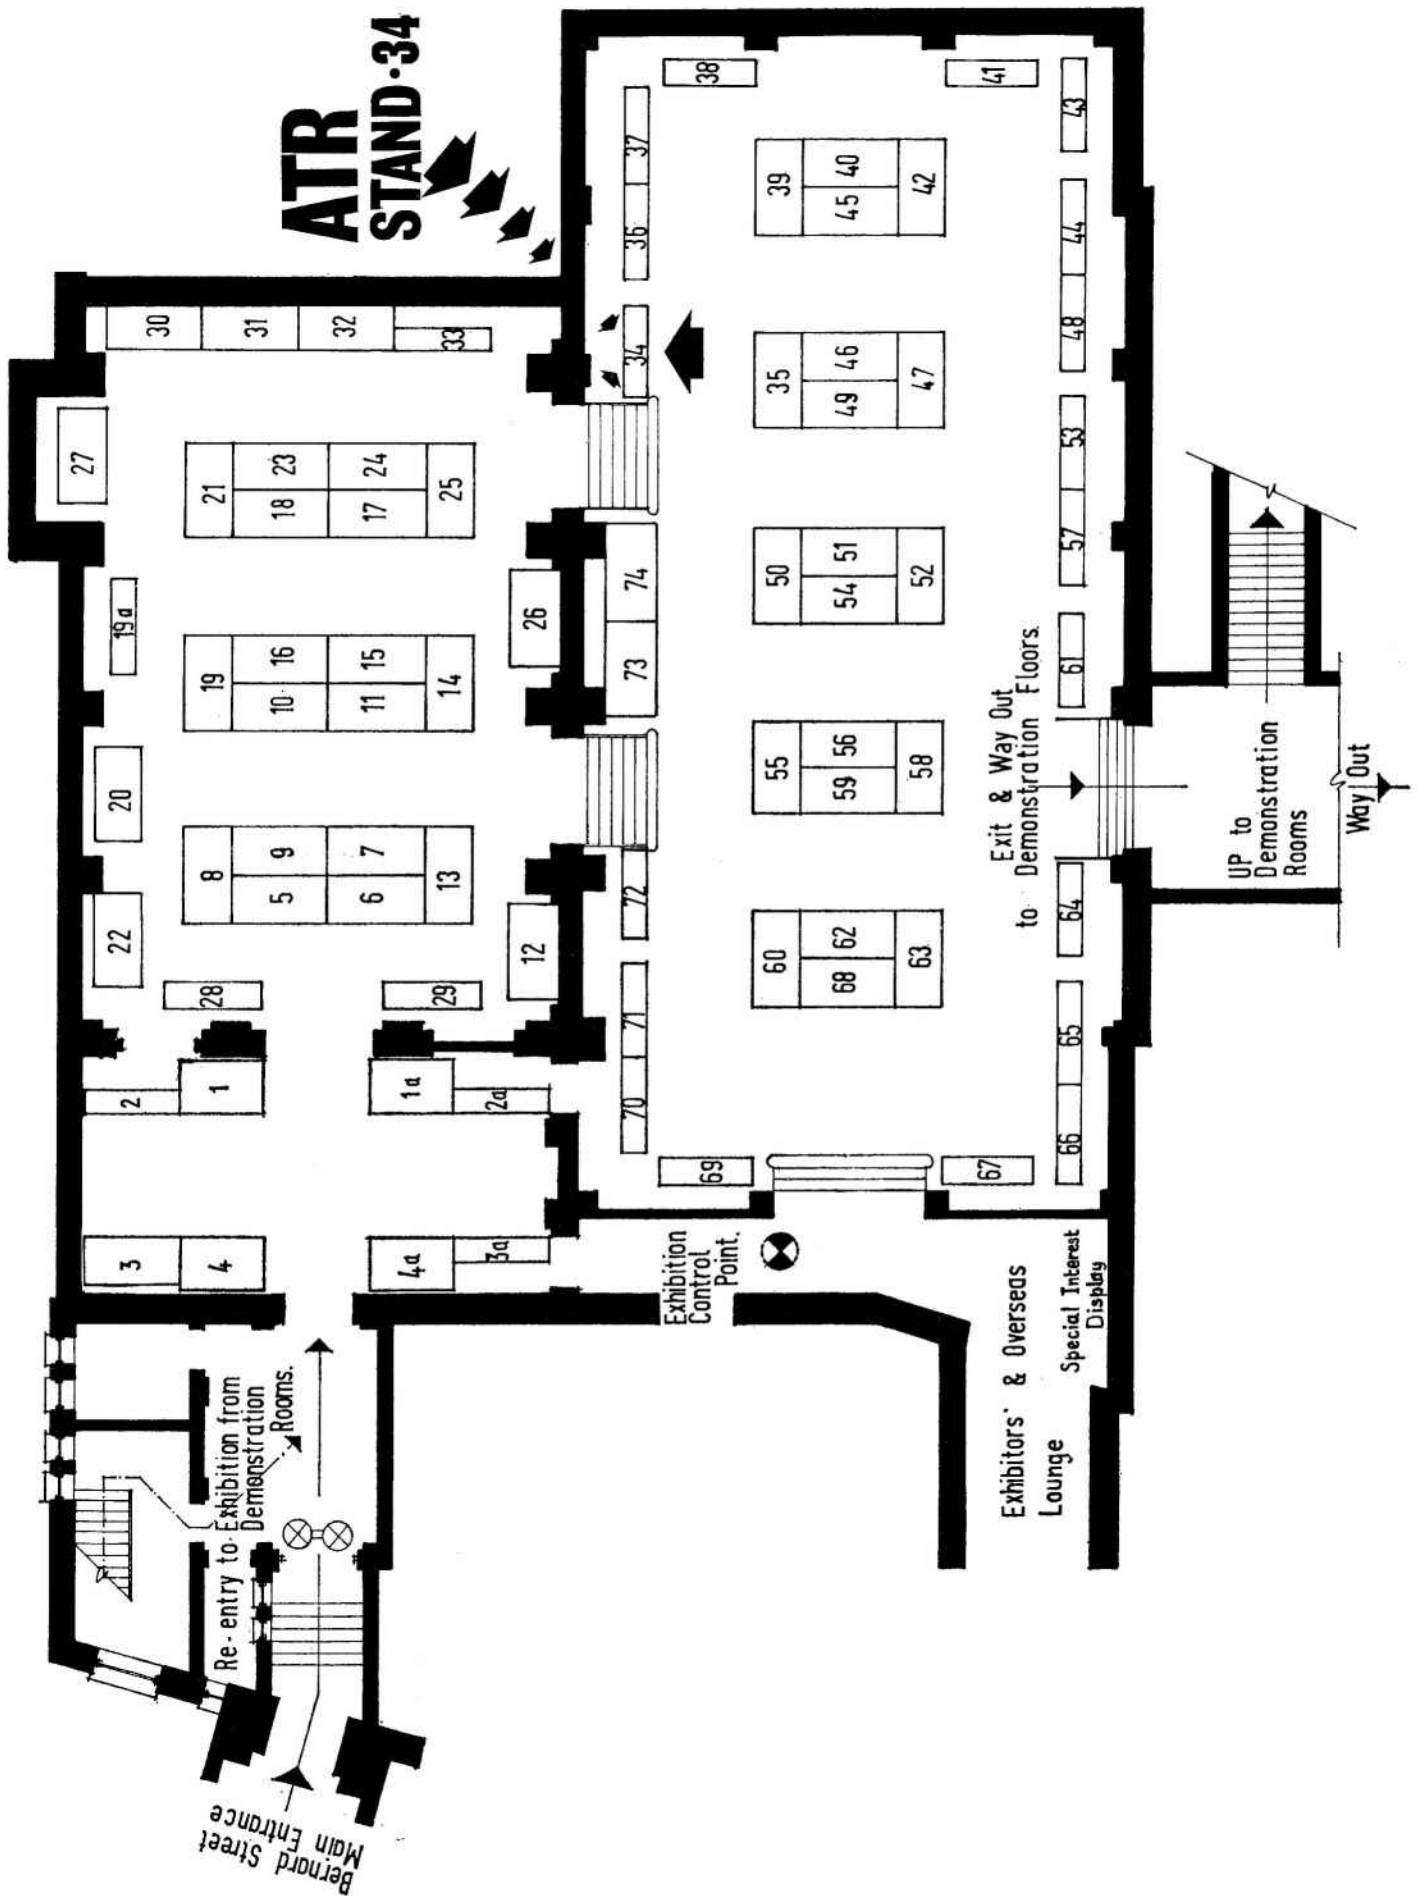 ATR
STAND·34
Bernard Street
Main Entrance
Re-entry to Exhibition from
Demonstration
Rooms.
3
4
4a
3a
2
1
1a
2a
22
20
19a
27
28
29
8
5
9
6
7
13
12
19
10
16
11
15
14
26
21
18
23
17
24
25
30
31
32
33
70
71
72
73
74
34
36
37
69
38
60
68
62
63
55
59
56
58
50
54
51
52
35
49
46
47
39
45
40
42
67
41
66
65
64
61
57
53
48
44
43
Exhibition
Control
Point.
Exhibitors' & Overseas
Lounge
Special Interest
Display
Exit & Way Out
to Demonstration Floors.
UP to
Demonstration
Rooms
Way Out